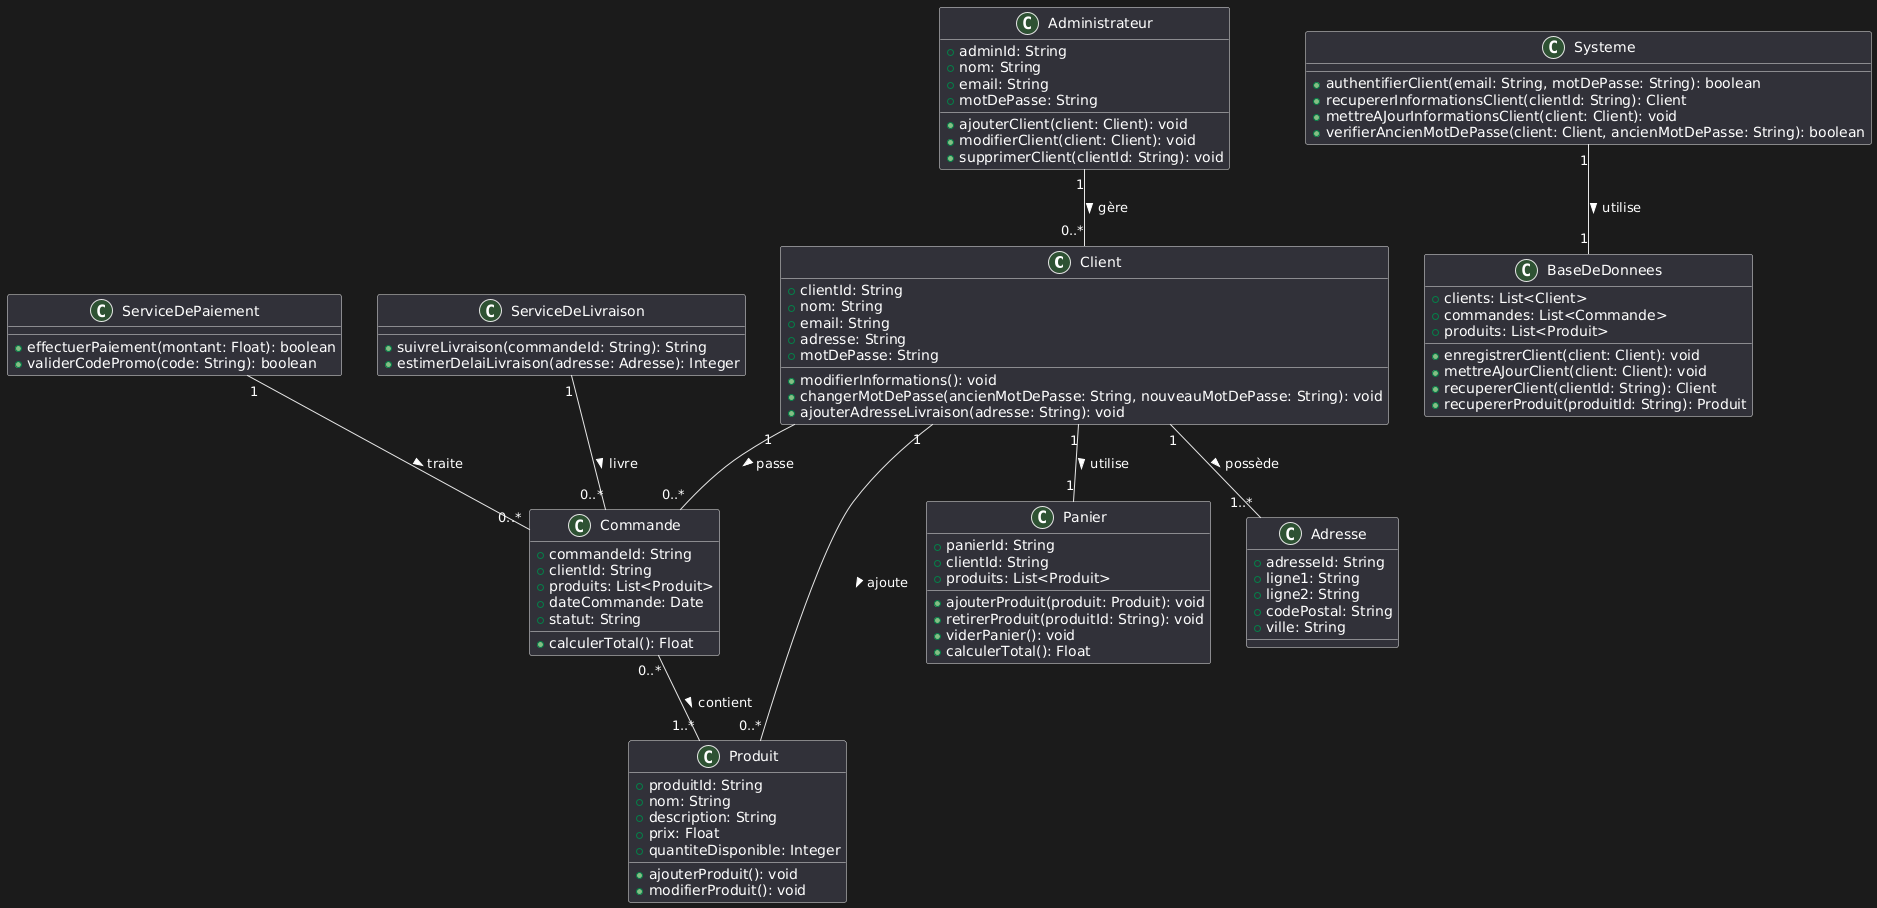 Administrateur
adminId: String
nom: String
email: String
motDePasse: String
ajouterClient(client: Client): void
modifierClient(client: Client): void
supprimerClient(clientId: String): void
Systeme
authentifierClient(email: String, motDePasse: String): boolean
recupererInformationsClient(clientId: String): Client
mettreAJourInformationsClient(client: Client): void
verifierAncienMotDePasse(client: Client, ancienMotDePasse: String): boolean
1
gère
0..*
1
utilise
1
ServiceDePaiement
effectuerPaiement(montant: Float): boolean
validerCodePromo(code: String): boolean
ServiceDeLivraison
suivreLivraison(commandeId: String): String
estimerDelaiLivraison(adresse: Adresse): Integer
Client
clientId: String
nom: String
email: String
adresse: String
motDePasse: String
modifierInformations(): void
changerMotDePasse(ancienMotDePasse: String, nouveauMotDePasse: String): void
ajouterAdresseLivraison(adresse: String): void
BaseDeDonnees
clients: List<Client>
commandes: List<Commande>
produits: List<Produit>
enregistrerClient(client: Client): void
mettreAJourClient(client: Client): void
recupererClient(clientId: String): Client
recupererProduit(produitId: String): Produit
1
traite
0..*
1
livre
0..*
1
passe
0..*
1
ajoute
0..*
1
utilise
1
1
possède
1..*
Commande
commandeId: String
clientId: String
produits: List<Produit>
dateCommande: Date
statut: String
calculerTotal(): Float
Panier
panierId: String
clientId: String
produits: List<Produit>
ajouterProduit(produit: Produit): void
retirerProduit(produitId: String): void
viderPanier(): void
calculerTotal(): Float
Adresse
adresseId: String
ligne1: String
ligne2: String
codePostal: String
ville: String
0..*
contient
1..*
Produit
produitId: String
nom: String
description: String
prix: Float
quantiteDisponible: Integer
ajouterProduit(): void
modifierProduit(): void